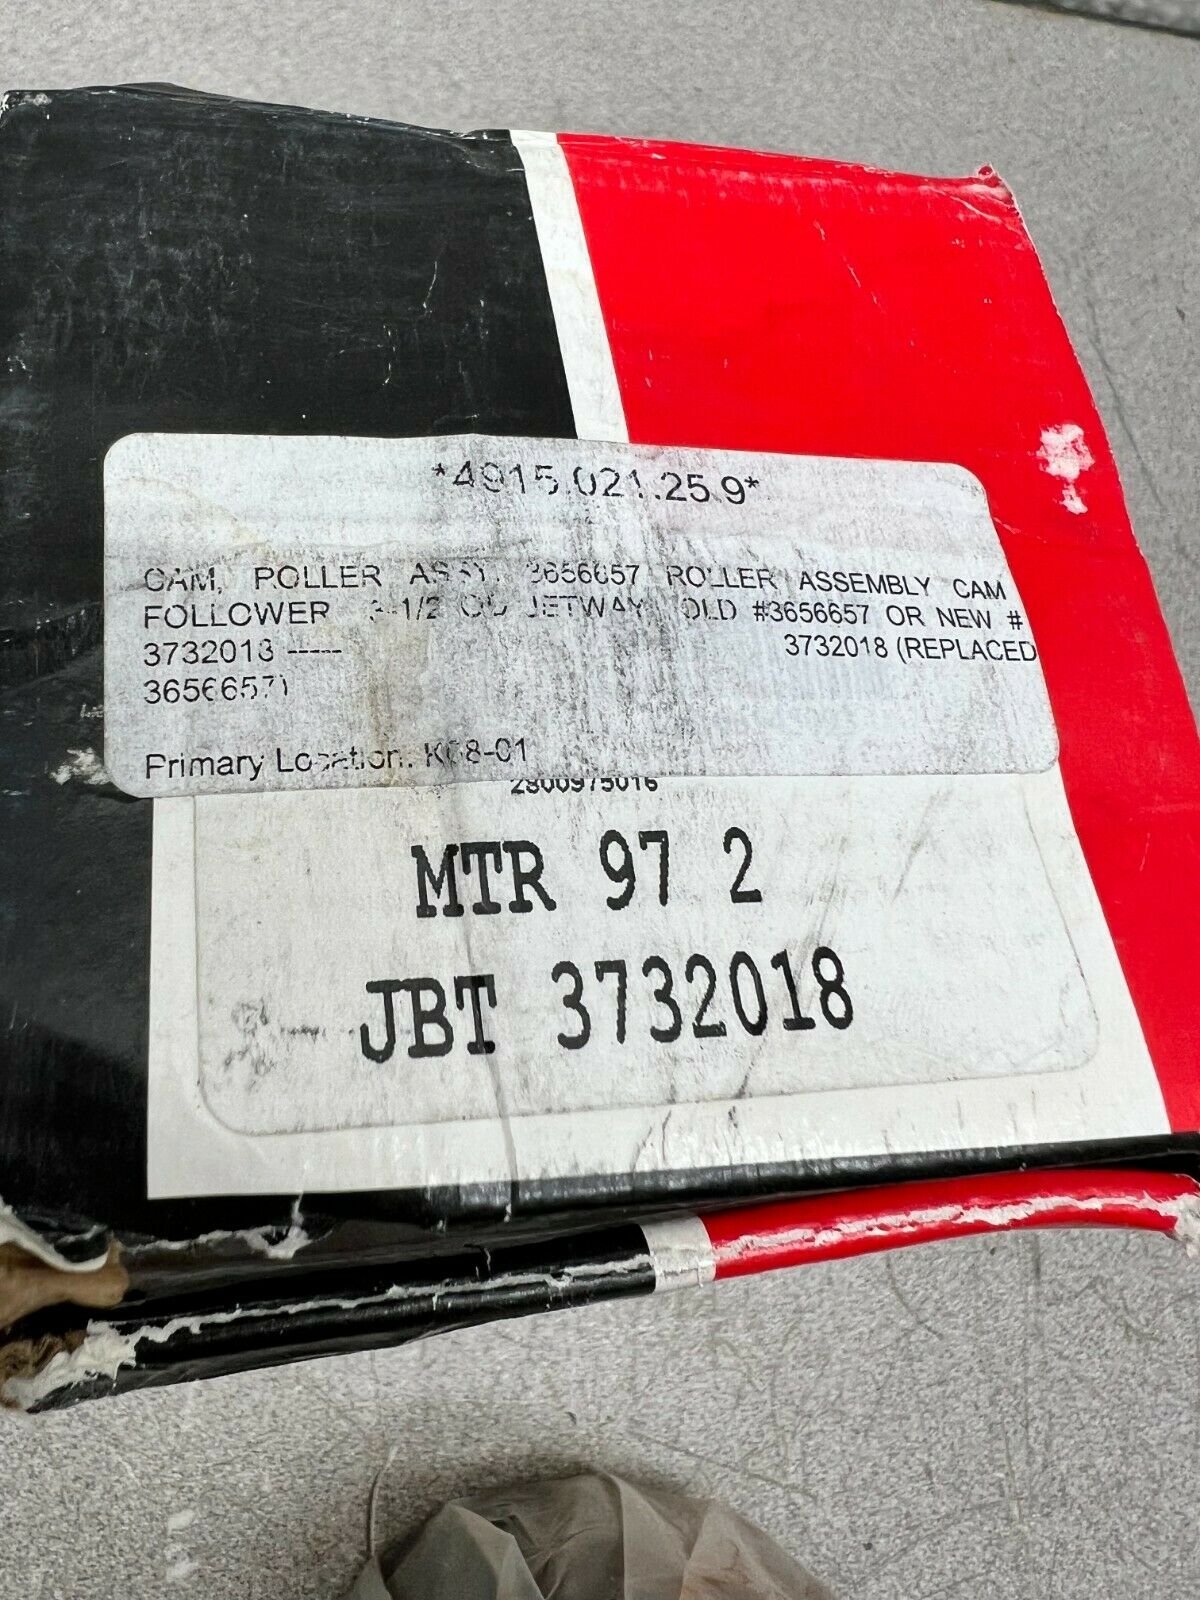 *4915.021.25.9*
CAM, ROLLER ASSY, 3656657 ROLLER ASSEMBLY CAM
FOLLOWER 3-1/2 OD JETWAY OLD #3656657 OR NEW #
3732018 ----- 3732018 (REPLACED
3656657)
Primary Location: K08-01
2800975016
MTR 97 2
JBT 3732018